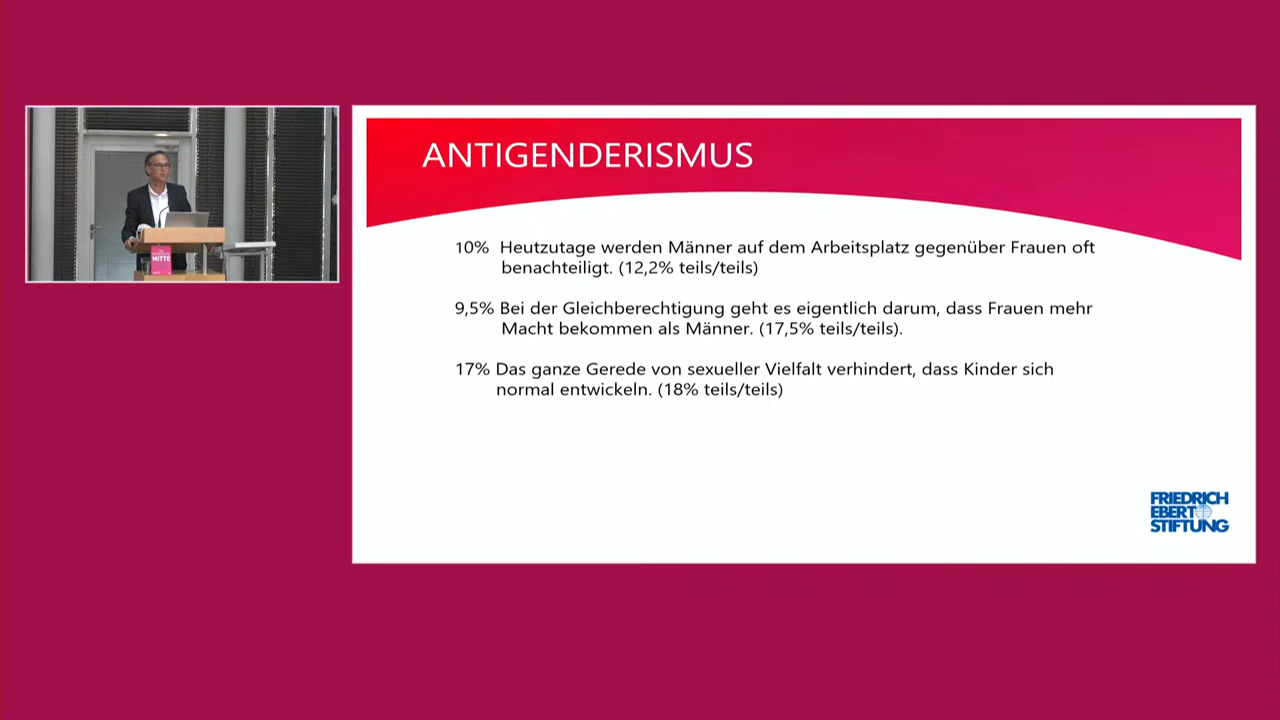 MITTE
ANTIGENDERISMUS
10% Heutzutage werden Männer auf dem Arbeitsplatz gegenüber Frauen oft
benachteiligt. (12,2% teils/teils)
9,5% Bei der Gleichberechtigung geht es eigentlich darum, dass Frauen mehr
Macht bekommen als Männer. (17,5% teils/teils).
17% Das ganze Gerede von sexueller Vielfalt verhindert, dass Kinder sich
normal entwickeln. (18% teils/teils)
FRIEDRICH
EBERT
STIFTUNG